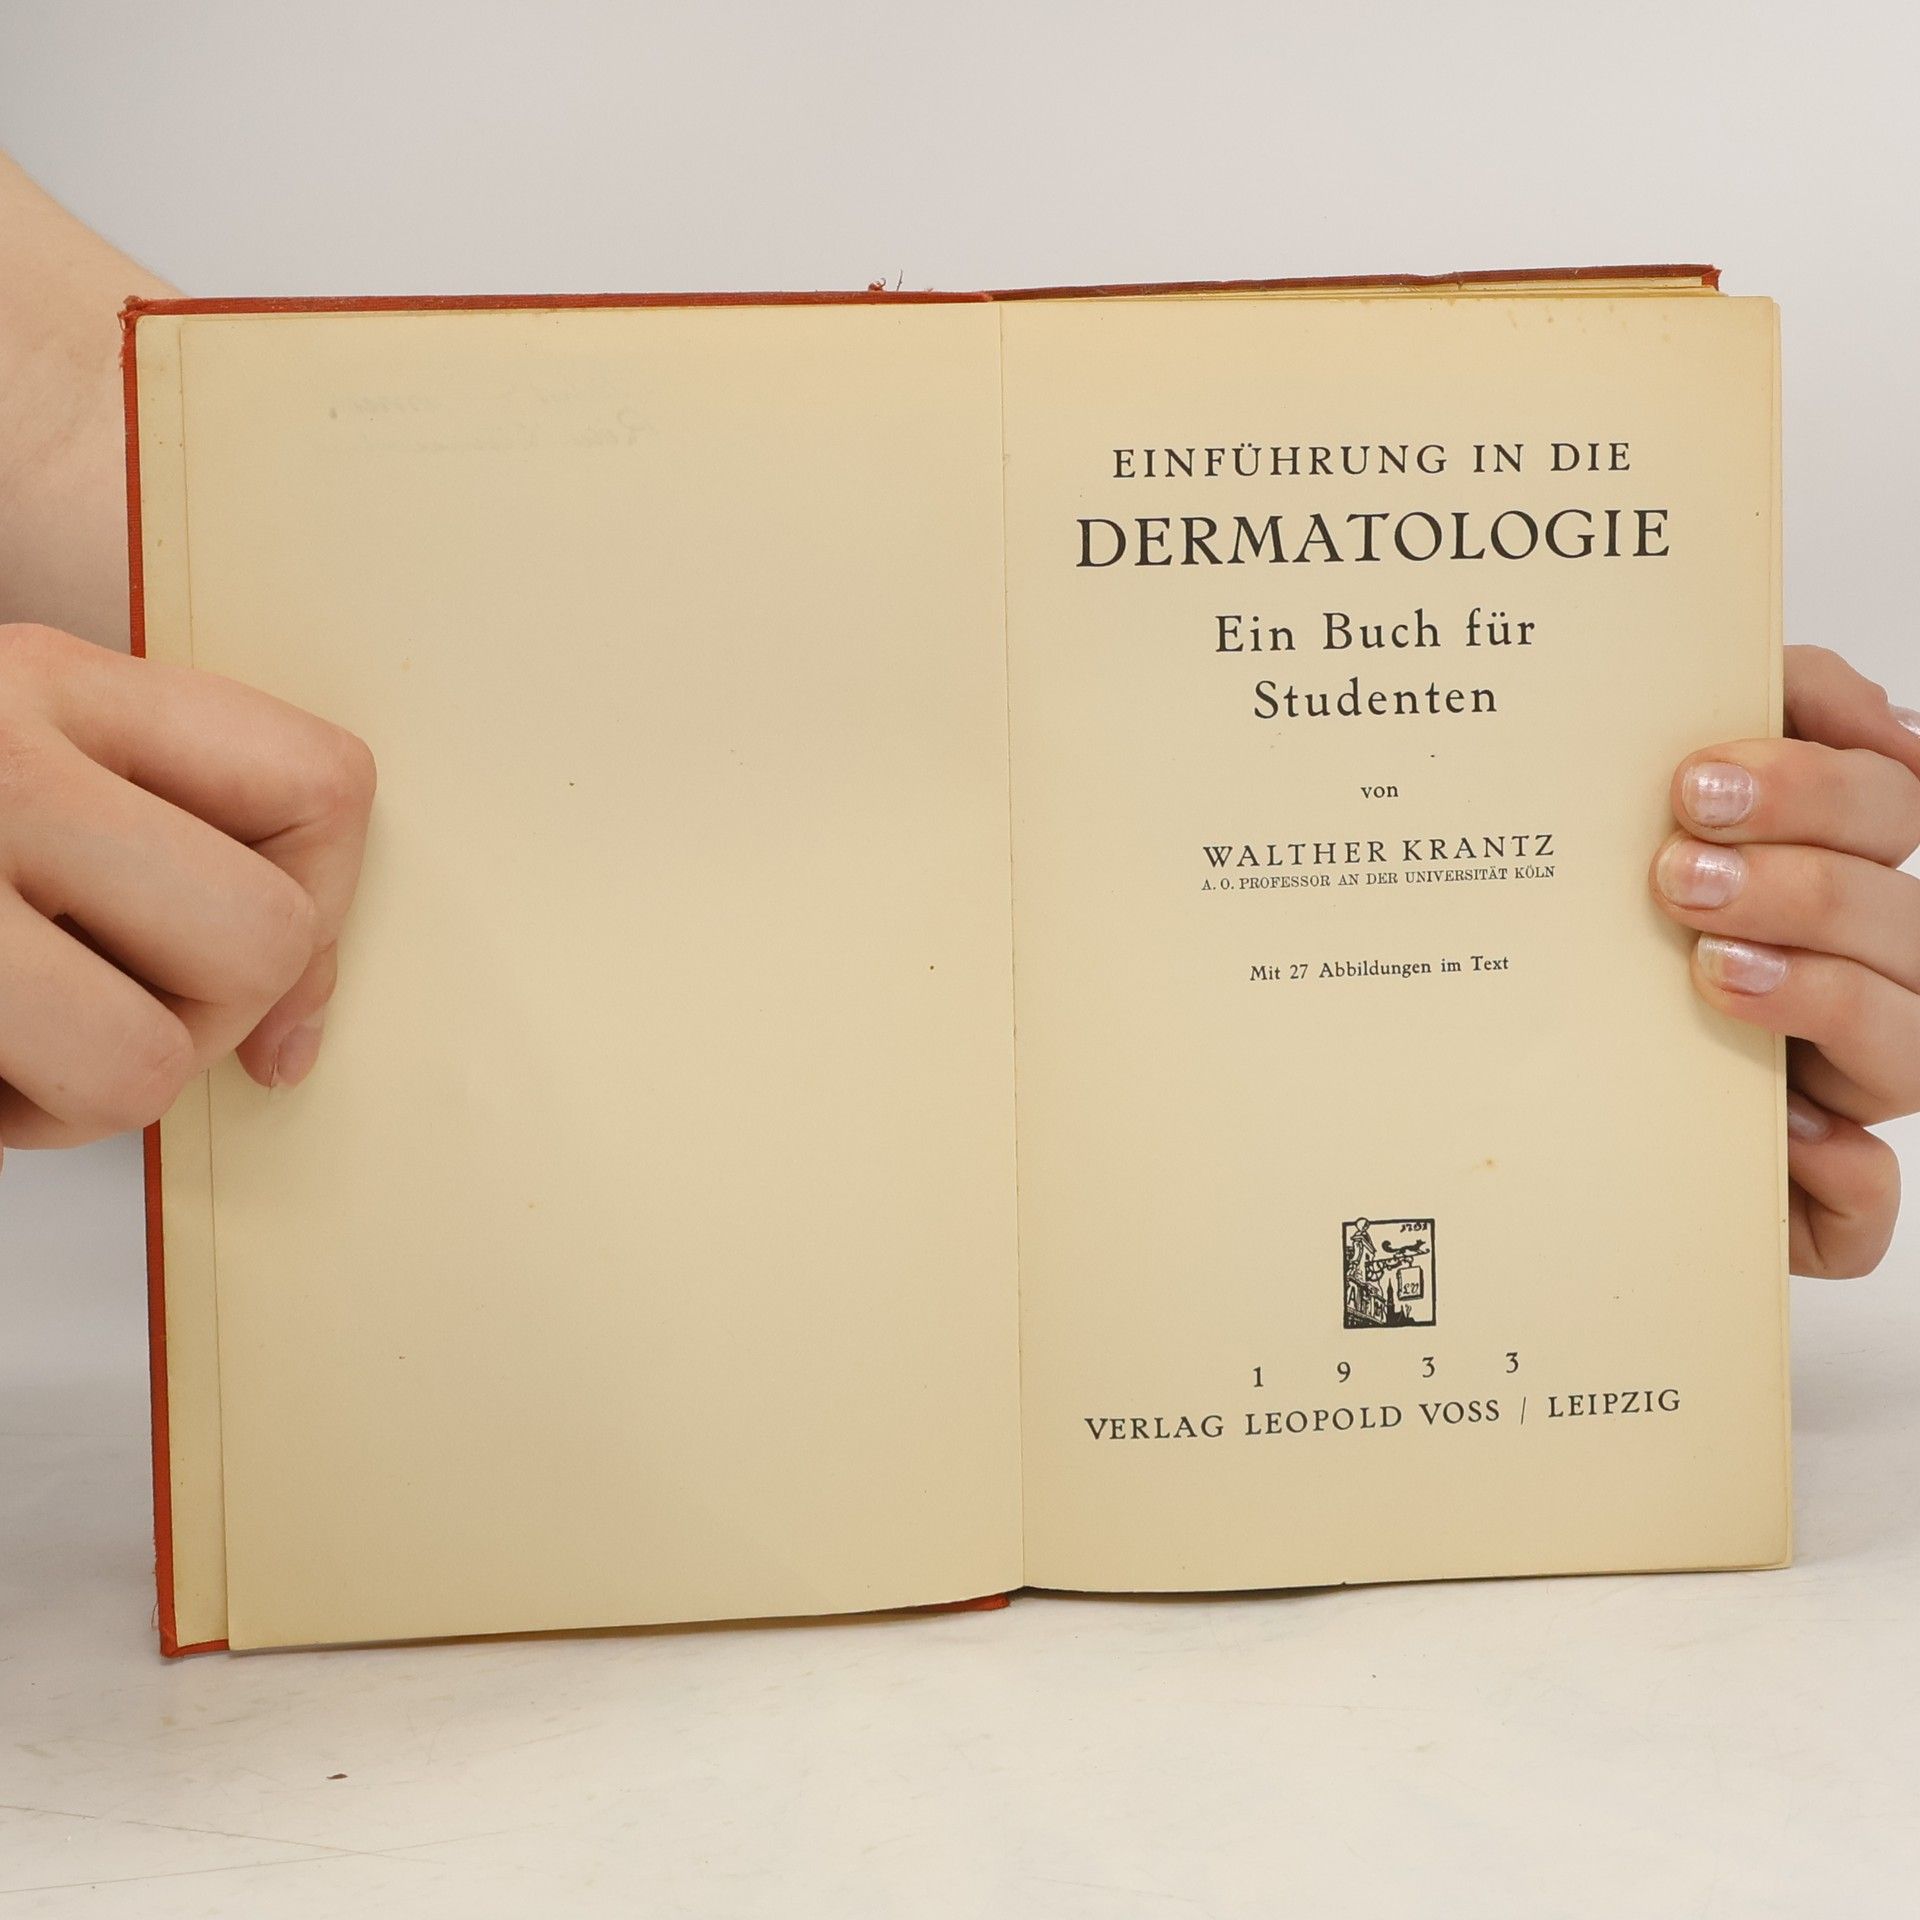 EINFÜHRUNG IN DIE
DERMATOLOGIE
Ein Buch für
Studenten
von
WALTHER KRANTZ
A. O. PROFESSOR AN DER UNIVERSITÄT KÖLN
Mit 27 Abbildungen im Text
1 9 3 3
VERLAG LEOPOLD VOSS / LEIPZIG